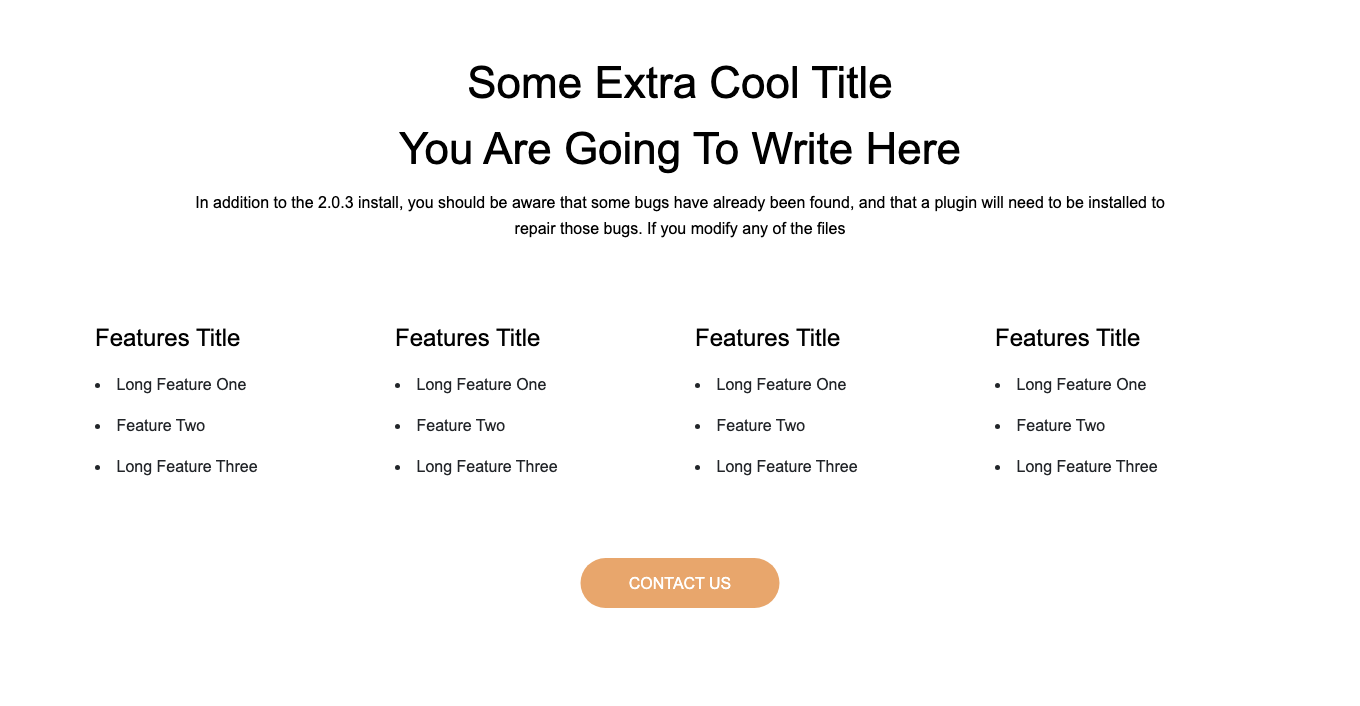 Some Extra Cool Title
You Are Going To Write Here
In addition to the 2.0.3 install, you should be aware that some bugs have already been found, and that a plugin will need to be installed to
repair those bugs. If you modify any of the files
Features Title
Long Feature One
Feature Two
Long Feature Three
Features Title
Long Feature One
Feature Two
Long Feature Three
Features Title
Long Feature One
Feature Two
Long Feature Three
Features Title
Long Feature One
Feature Two
Long Feature Three
CONTACT US